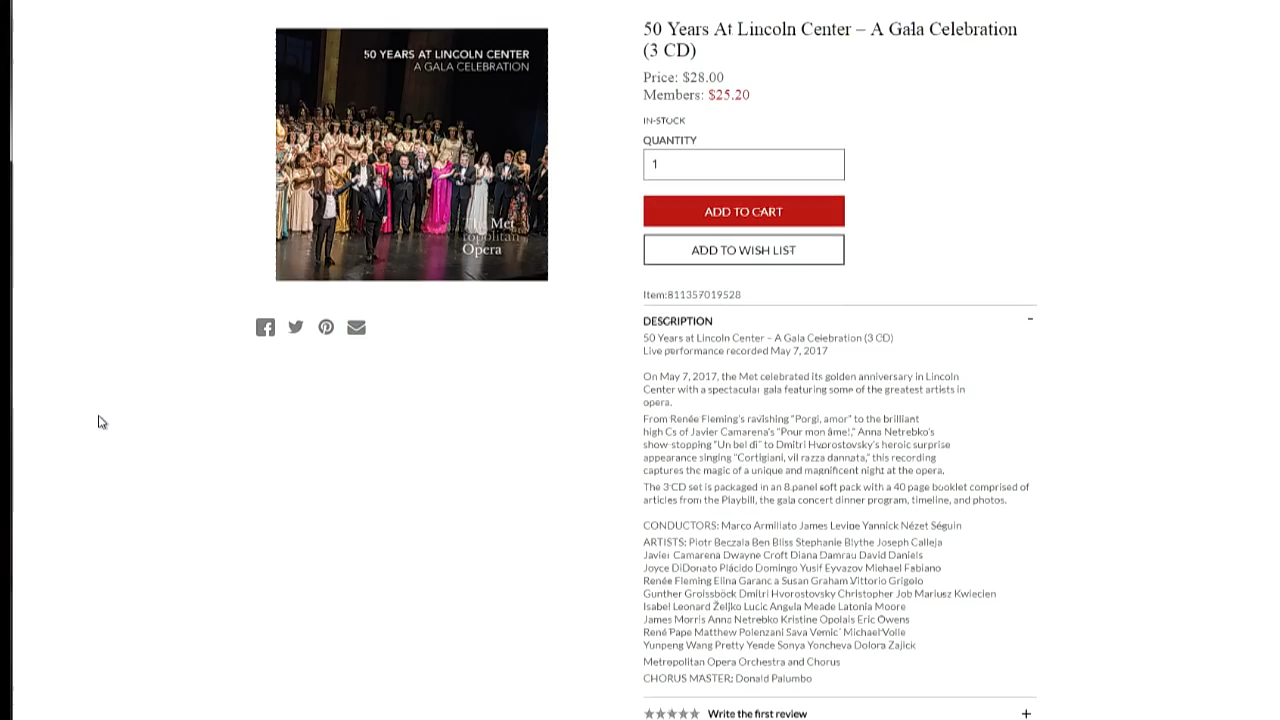 50 YEARS AT LINCOLN CENTER
A GALA CELEBRATION
Met
Opera
50 Years At Lincoln Center – A Gala Celebration
(3 CD)
Price: $28.00
Members: $25.20
IN-STOCK
QUANTITY
1
ADD TO CART
ADD TO WISH LIST
Item:811357019528
DESCRIPTION
50 Years at Lincoln Center – A Gala Celebration (3 CD)
Live performance recorded May 7, 2017
On May 7, 2017, the Met celebrated its golden anniversary in Lincoln
Center with a spectacular gala featuring some of the greatest artists in
opera.
From Renée Fleming's ravishing "Porgi, amor" to the brilliant
high Cs of Javier Camarena's "Pour mon âme!," Anna Netrebko's
show-stopping "Un bel dì" to Dmitri Hvorostovsky's heroic surprise
appearance singing "Cortigiani, vil razza dannata," this recording
captures the magic of a unique and magnificent night at the opera.
The 3 CD set is packaged in an 8 panel soft pack with a 40 page booklet comprised of
articles from the Playbill, the gala concert dinner program, timeline, and photos.
CONDUCTORS: Marco Armiliato James Levine Yannick Nézet Séguin
ARTISTS: Piotr Beczala Ben Bliss Stephanie Blythe Joseph Calleja
Javier Camarena Dwayne Croft Diana Damrau David Daniels
Joyce DiDonato Plácido Domingo Yusif Eyvazov Michael Fabiano
Renée Fleming Elina Garanc a Susan Graham Vittorio Grigolo
Gunther Groissböck Dmitri Hvorostovsky Christopher Job Mariusz Kwiecien
Isabel Leonard Željko Lucic Angela Meade Latonia Moore
James Morris Anna Netrebko Kristine Opolais Eric Owens
René Pape Matthew Polenzani Sava Vemic´ Michael Volle
Yunpeng Wang Pretty Yende Sonya Yoncheva Dolora Zajick
Metropolitan Opera Orchestra and Chorus
CHORUS MASTER: Donald Palumbo
Write the first review